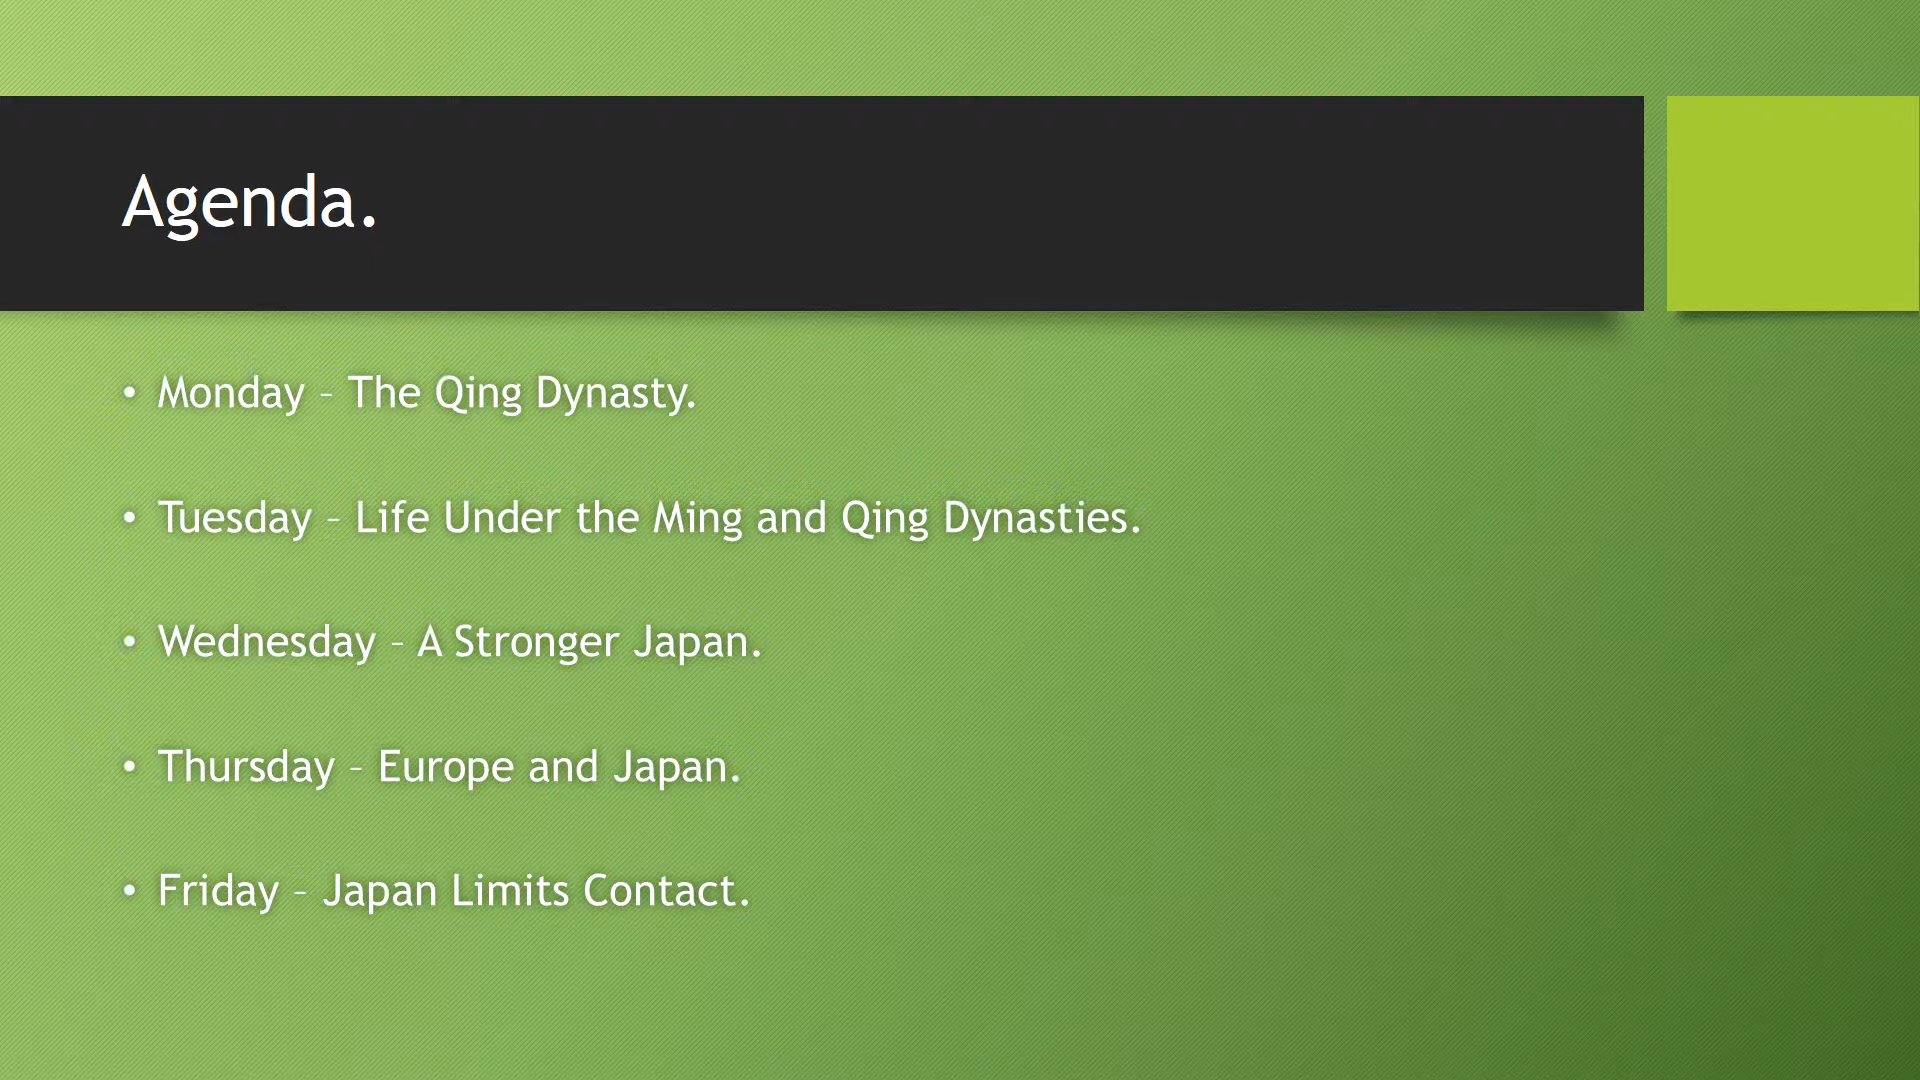 Agenda.
• Monday – The Qing Dynasty.
• Tuesday – Life Under the Ming and Qing Dynasties.
• Wednesday – A Stronger Japan.
• Thursday – Europe and Japan.
• Friday – Japan Limits Contact.